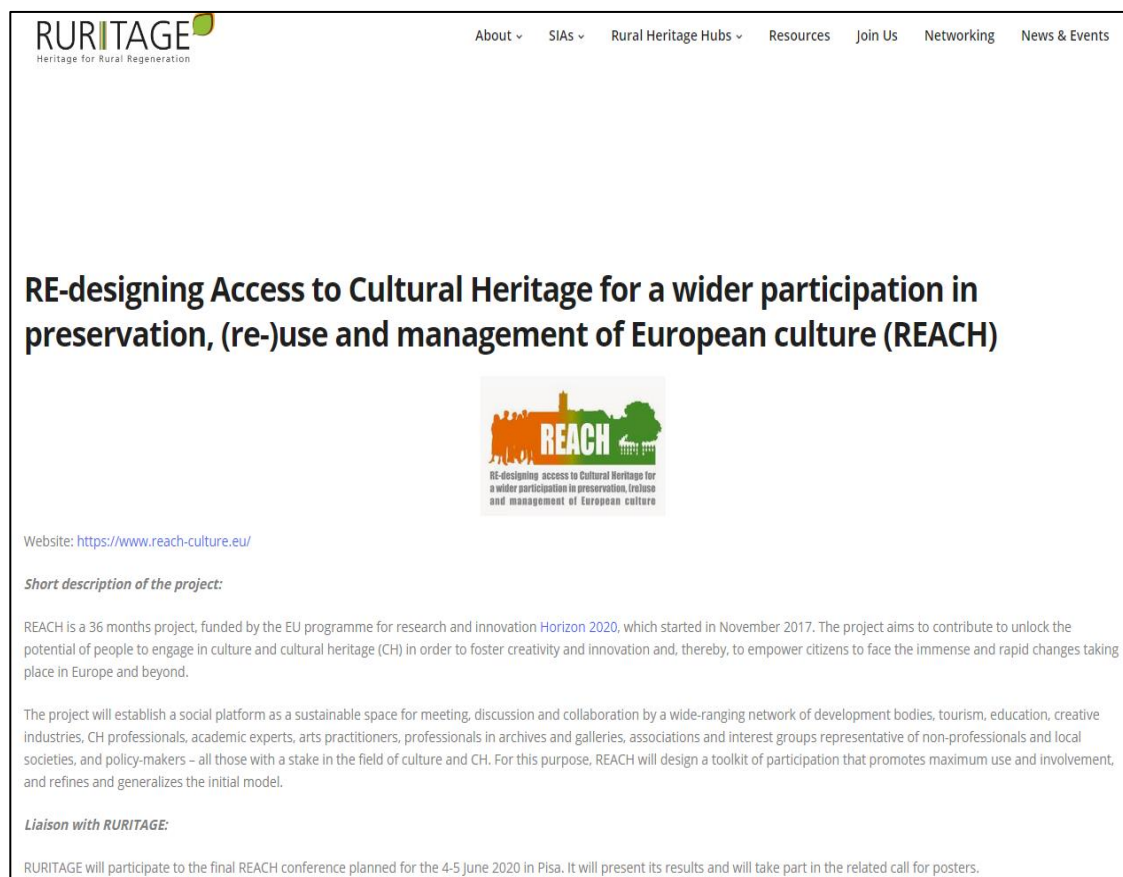 RURITAGE
Heritage for Rural Regeneration
About SIAs Rural Heritage Hubs Resources Join Us Networking News & Events
RE-designing Access to Cultural Heritage for a wider participation in
preservation, (re-)use and management of European culture (REACH)
REACH
RE-designing access to Cultural Heritage for
a wider participation in preservation, (re)use
and management of European culture
Website: https://www.reach-culture.eu/
Short description of the project:
REACH is a 36 months project, funded by the EU programme for research and innovation Horizon 2020, which started in November 2017. The project aims to contribute to unlock the
potential of people to engage in culture and cultural heritage (CH) in order to foster creativity and innovation and, thereby, to empower citizens to face the immense and rapid changes taking
place in Europe and beyond.
The project will establish a social platform as a sustainable space for meeting, discussion and collaboration by a wide-ranging network of development bodies, tourism, education, creative
industries, CH professionals, academic experts, arts practitioners, professionals in archives and galleries, associations and interest groups representative of non-professionals and local
societies, and policy-makers – all those with a stake in the field of culture and CH. For this purpose, REACH will design a toolkit of participation that promotes maximum use and involvement,
and refines and generalizes the initial model.
Liaison with RURITAGE:
RURITAGE will participate to the final REACH conference planned for the 4-5 June 2020 in Pisa. It will present its results and will take part in the related call for posters.